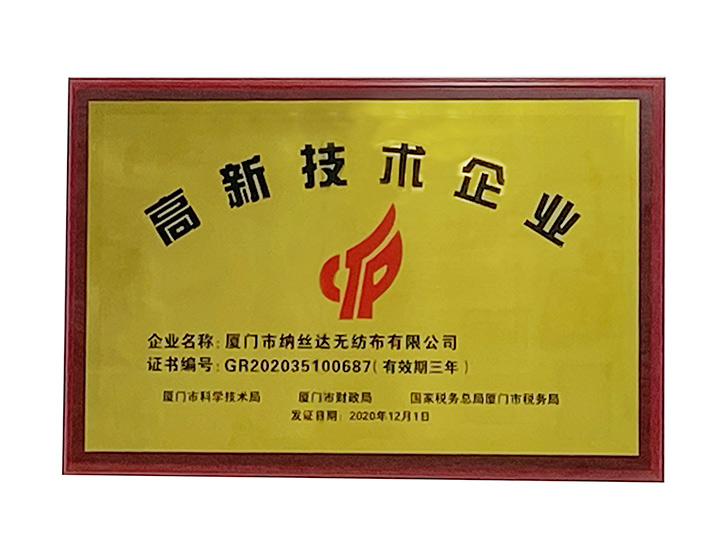 高新技术企业
企业名称：厦门市纳丝达无纺布有限公司
证书编号：GR202035100687（有效期三年）
厦门市科学技术局 厦门市财政局 国家税务总局厦门市税务局
发证日期：2020年12月1日